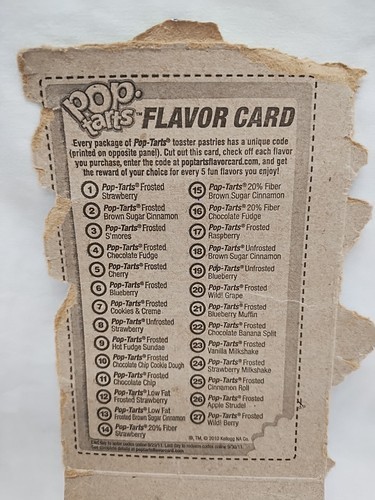 POP.
tarts™ FLAVOR CARD
Every package of Pop-Tarts® toaster pastries has a unique code
(printed on opposite panel). Cut out this card, check off each flavor
you purchase, enter the code at poptartsflavorcard.com, and get
the reward of your choice for every 5 fun flavors you enjoy!
1 Pop-Tarts® Frosted
Strawberry
2 Pop-Tarts® Frosted
Brown Sugar Cinnamon
3 Pop-Tarts® Frosted
S'mores
4 Pop-Tarts® Frosted
Chocolate Fudge
5 Pop-Tarts® Frosted
Cherry
6 Pop-Tarts® Frosted
Blueberry
7 Pop-Tarts® Frosted
Cookies & Creme
8 Pop-Tarts® Unfrosted
Strawberry
9 Pop-Tarts® Frosted
Hot Fudge Sundae
10 Pop-Tarts® Frosted
Chocolate Chip Cookie Dough
11 Pop-Tarts® Frosted
Chocolate Chip
12 Pop-Tarts® Low Fat
Frosted Strawberry
13 Pop-Tarts® Low Fat
Frosted Brown Sugar Cinnamon
14 Pop-Tarts® 20% Fiber
Strawberry
15 Pop-Tarts® 20% Fiber
Brown Sugar Cinnamon
16 Pop-Tarts® 20% Fiber
Chocolate Fudge
17 Pop-Tarts® Frosted
Raspberry
18 Pop-Tarts® Unfrosted
Brown Sugar Cinnamon
19 Pop-Tarts® Unfrosted
Blueberry
20 Pop-Tarts® Frosted
Wild! Grape
21 Pop-Tarts® Frosted
Blueberry Muffin
22 Pop-Tarts® Frosted
Chocolate Banana Split
23 Pop-Tarts® Frosted
Vanilla Milkshake
24 Pop-Tarts® Frosted
Strawberry Milkshake
25 Pop-Tarts® Frosted
Cinnamon Roll
26 Pop-Tarts® Frosted
Apple Strudel
27 Pop-Tarts® Frosted
Wild! Berry
®, TM, © 2010 Kellogg NA Co.